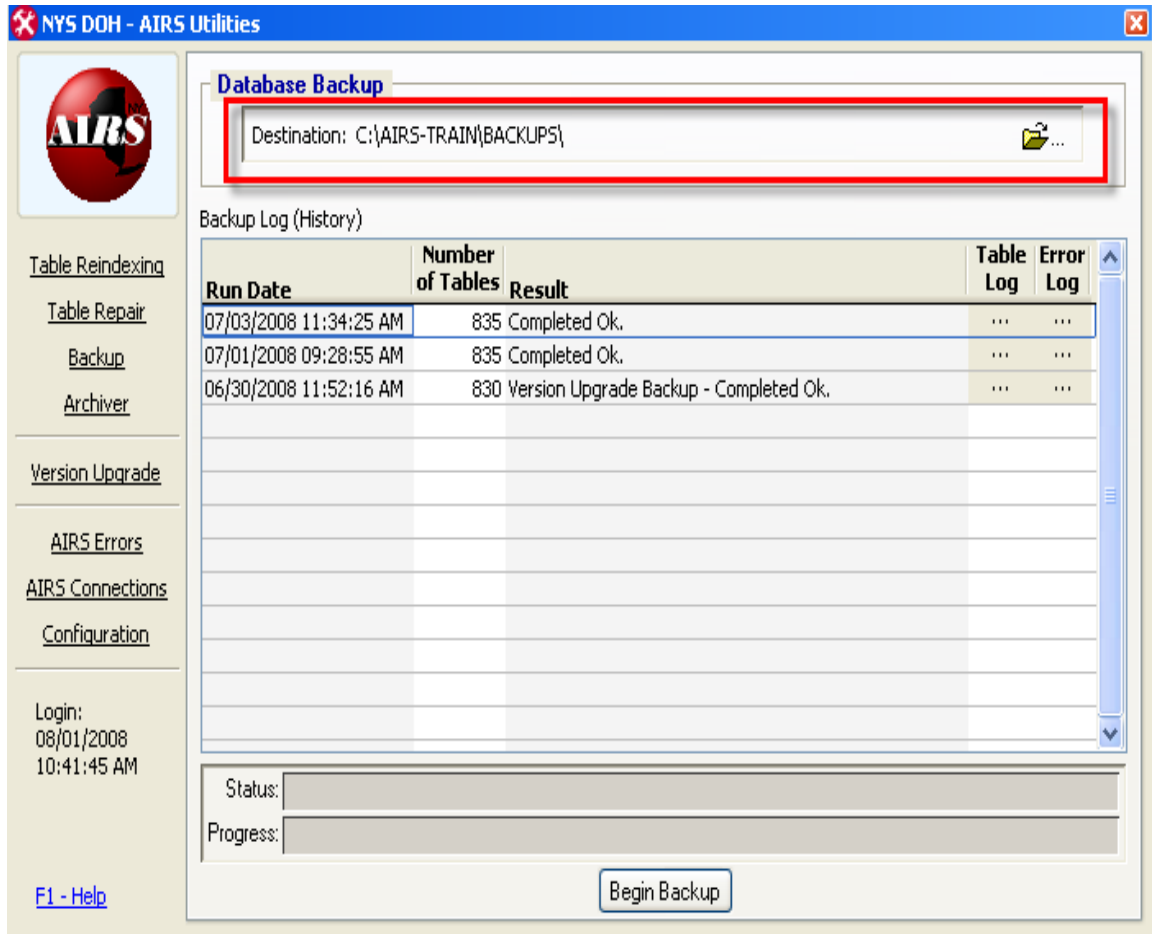 NYS DOH - AIRS Utilities
NY
AIRS
Table Reindexing
Table Repair
Backup
Archiver
Version Upgrade
AIRS Errors
AIRS Connections
Configuration
Login:
08/01/2008
10:41:45 AM
F1 - Help
Database Backup
Destination: C:\AIRS-TRAIN\BACKUPS\ ...
Backup Log (History)
Run Date Number of Tables Result Table Log Error Log
07/03/2008 11:34:25 AM 835 Completed Ok. ... ...
07/01/2008 09:28:55 AM 835 Completed Ok. ... ...
06/30/2008 11:52:16 AM 830 Version Upgrade Backup - Completed Ok. ... ...
Status:
Progress:
Begin Backup